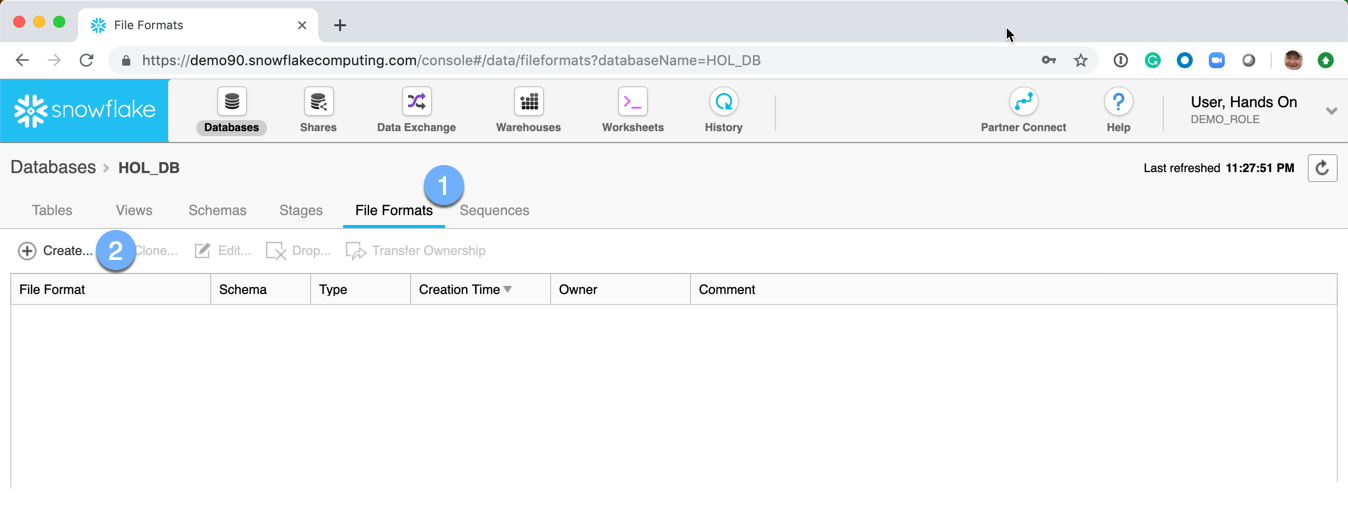 File Formats
https://demo90.snowflakecomputing.com/console#/data/fileformats?databaseName=HOL_DB
snowflake
Databases
Shares
Data Exchange
Warehouses
Worksheets
History
Partner Connect
Help
User, Hands On
DEMO_ROLE
Databases > HOL_DB
Last refreshed 11:27:51 PM
1
Tables Views Schemas Stages File Formats Sequences
Create... 2 Clone... Edit... Drop... Transfer Ownership
File Format Schema Type Creation Time Owner Comment